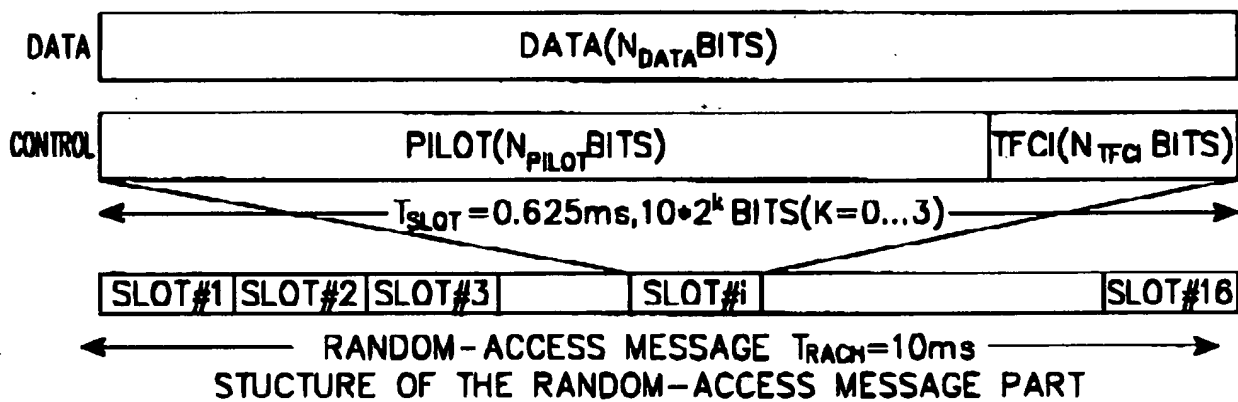 DATA DATA(N_DATA BITS)
CONTROL PILOT(N_PILOT BITS) TFCI(N_TFCI BITS)
T_SLOT=0.625ms,10*2^k BITS(K=0...3)
SLOT#1 SLOT#2 SLOT#3 SLOT#i SLOT#16
RANDOM-ACCESS MESSAGE T_RACH=10ms
STUCTURE OF THE RANDOM-ACCESS MESSAGE PART